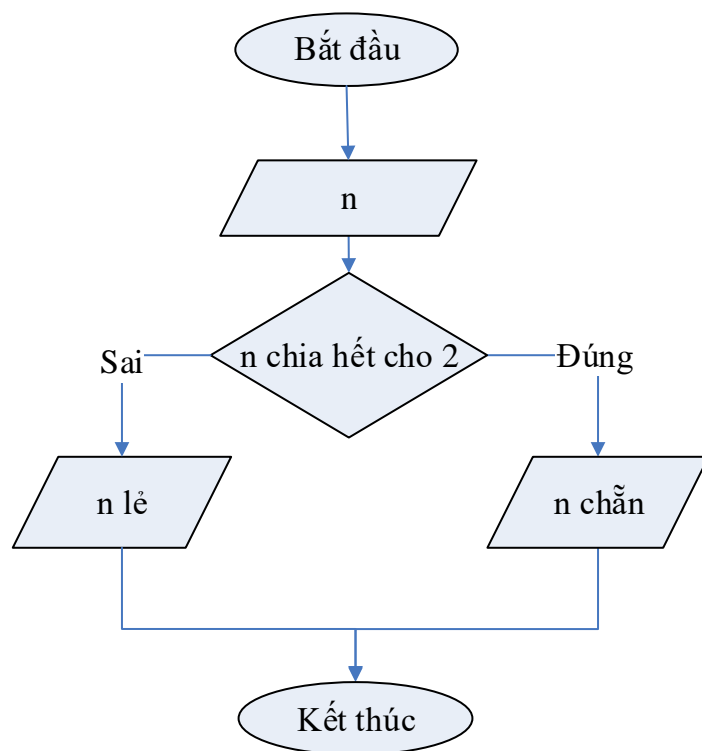 Bắt đầu
n
n chia hết cho 2
Sai
Đúng
n lẻ
n chẵn
Kết thúc